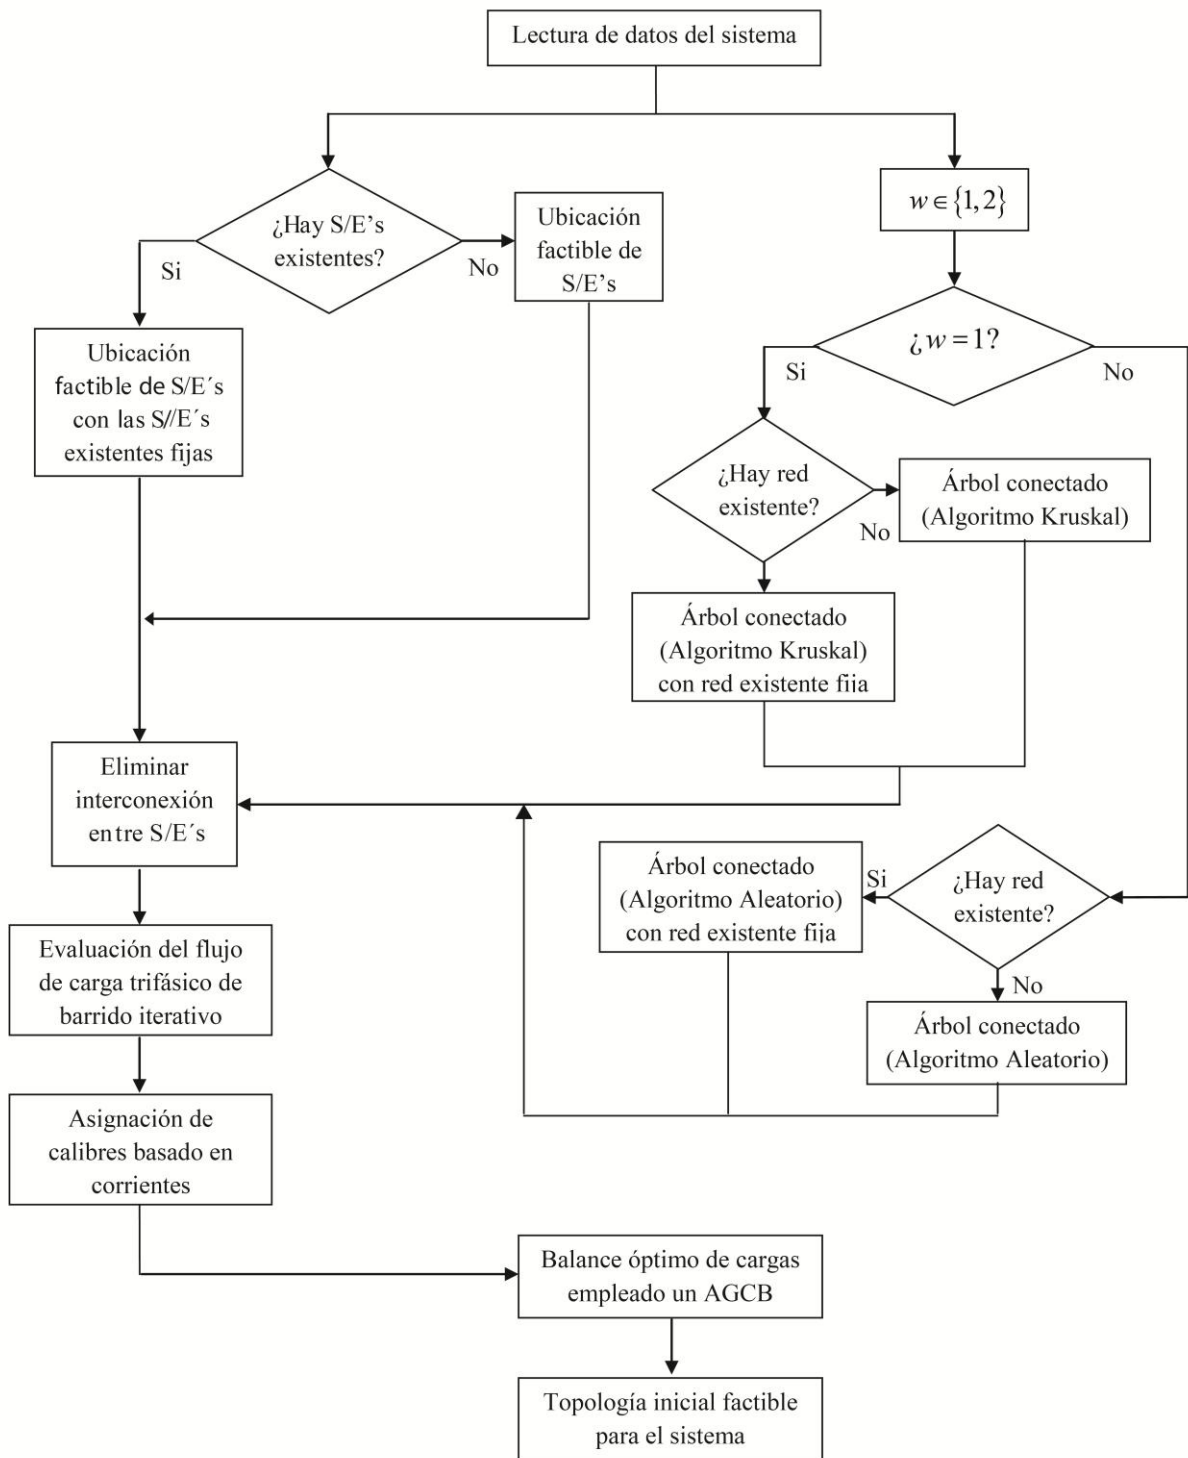 Lectura de datos del sistema
¿Hay S/E's
existentes?
Si
No
Ubicación
factible de
S/E's
w ∈ {1, 2}
¿w = 1?
Si
No
Ubicación
factible de S/E´s
con las S//E´s
existentes fijas
¿Hay red
existente?
No
Árbol conectado
(Algoritmo Kruskal)
Árbol conectado
(Algoritmo Kruskal)
con red existente fija
Eliminar
interconexión
entre S/E´s
Árbol conectado
(Algoritmo Aleatorio)
con red existente fija
Si
¿Hay red
existente?
No
Árbol conectado
(Algoritmo Aleatorio)
Evaluación del flujo
de carga trifásico de
barrido iterativo
Asignación de
calibres basado en
corrientes
Balance óptimo de cargas
empleado un AGCB
Topología inicial factible
para el sistema